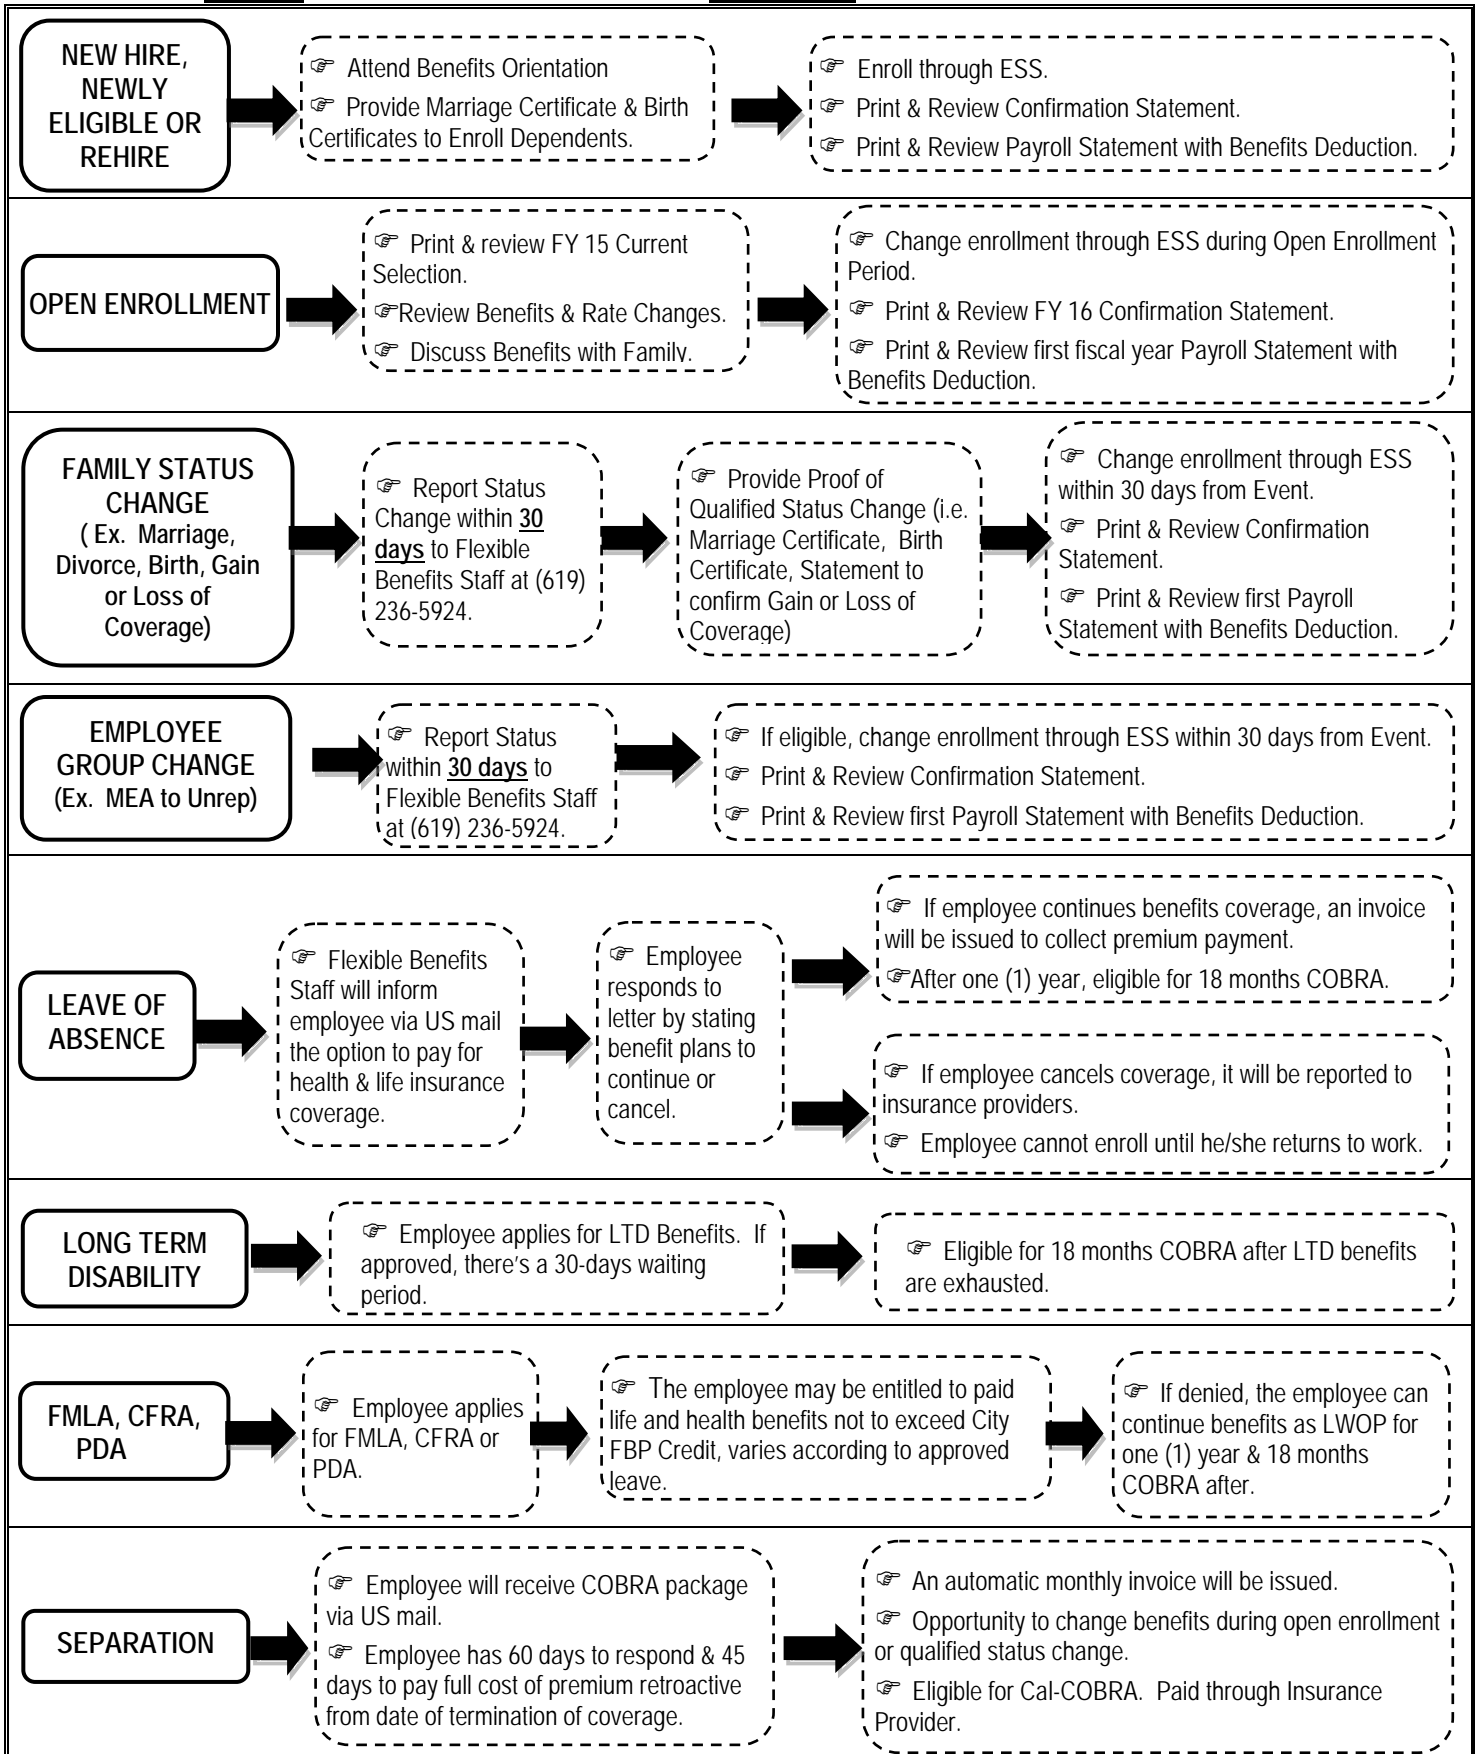 NEW HIRE,
NEWLY
ELIGIBLE OR
REHIRE
☞ Attend Benefits Orientation
☞ Provide Marriage Certificate & Birth
Certificates to Enroll Dependents.
☞ Enroll through ESS.
☞ Print & Review Confirmation Statement.
☞ Print & Review Payroll Statement with Benefits Deduction.
OPEN ENROLLMENT
☞ Print & review FY 15 Current
Selection.
☞Review Benefits & Rate Changes.
☞ Discuss Benefits with Family.
☞ Change enrollment through ESS during Open Enrollment
Period.
☞ Print & Review FY 16 Confirmation Statement.
☞ Print & Review first fiscal year Payroll Statement with
Benefits Deduction.
FAMILY STATUS
CHANGE
( Ex. Marriage,
Divorce, Birth, Gain
or Loss of
Coverage)
☞ Report Status
Change within 30
days to Flexible
Benefits Staff at (619)
236-5924.
☞ Provide Proof of
Qualified Status Change (i.e.
Marriage Certificate, Birth
Certificate, Statement to
confirm Gain or Loss of
Coverage)
☞ Change enrollment through ESS
within 30 days from Event.
☞ Print & Review Confirmation
Statement.
☞ Print & Review first Payroll
Statement with Benefits Deduction.
EMPLOYEE
GROUP CHANGE
(Ex. MEA to Unrep)
☞ Report Status
within 30 days to
Flexible Benefits Staff
at (619) 236-5924.
☞ If eligible, change enrollment through ESS within 30 days from Event.
☞ Print & Review Confirmation Statement.
☞ Print & Review first Payroll Statement with Benefits Deduction.
LEAVE OF
ABSENCE
☞ Flexible Benefits
Staff will inform
employee via US mail
the option to pay for
health & life insurance
coverage.
☞ Employee
responds to
letter by stating
benefit plans to
continue or
cancel.
☞ If employee continues benefits coverage, an invoice
will be issued to collect premium payment.
☞After one (1) year, eligible for 18 months COBRA.
☞ If employee cancels coverage, it will be reported to
insurance providers.
☞ Employee cannot enroll until he/she returns to work.
LONG TERM
DISABILITY
☞ Employee applies for LTD Benefits. If
approved, there's a 30-days waiting
period.
☞ Eligible for 18 months COBRA after LTD benefits
are exhausted.
FMLA, CFRA,
PDA
☞ Employee applies
for FMLA, CFRA or
PDA.
☞ The employee may be entitled to paid
life and health benefits not to exceed City
FBP Credit, varies according to approved
leave.
☞ If denied, the employee can
continue benefits as LWOP for
one (1) year & 18 months
COBRA after.
SEPARATION
☞ Employee will receive COBRA package
via US mail.
☞ Employee has 60 days to respond & 45
days to pay full cost of premium retroactive
from date of termination of coverage.
☞ An automatic monthly invoice will be issued.
☞ Opportunity to change benefits during open enrollment
or qualified status change.
☞ Eligible for Cal-COBRA. Paid through Insurance
Provider.